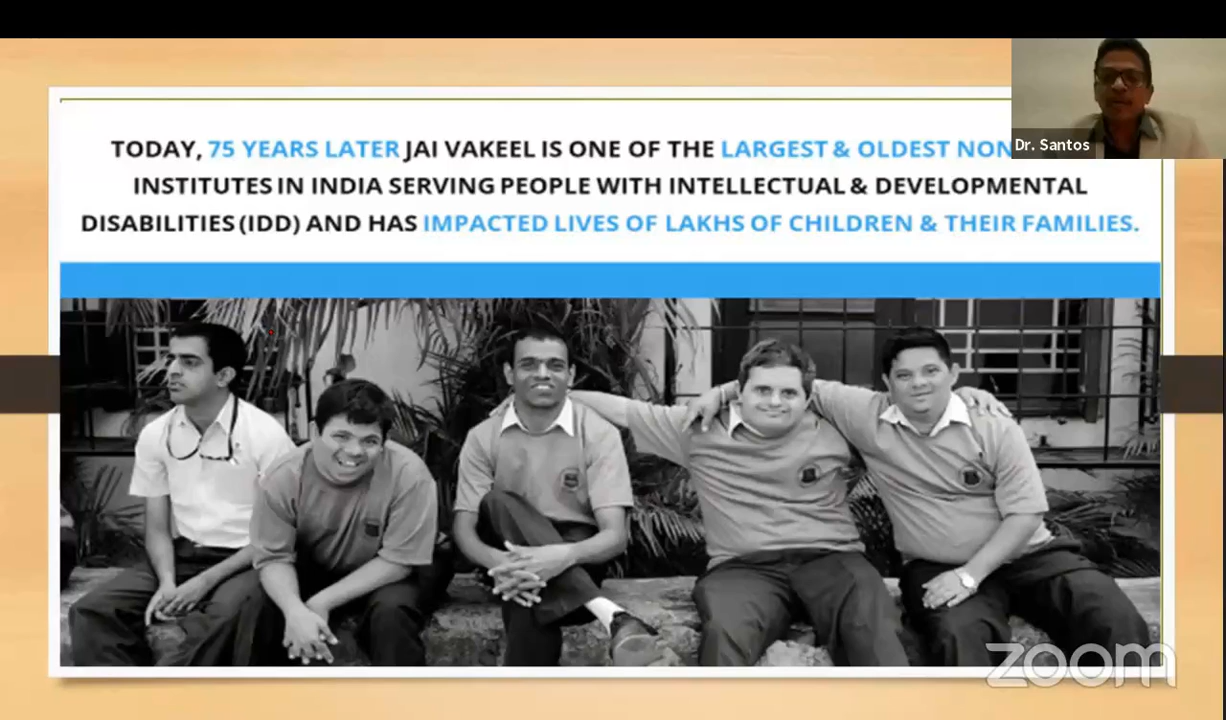 TODAY, 75 YEARS LATER JAI VAKEEL IS ONE OF THE LARGEST & OLDEST NON
INSTITUTES IN INDIA SERVING PEOPLE WITH INTELLECTUAL & DEVELOPMENTAL
DISABILITIES (IDD) AND HAS IMPACTED LIVES OF LAKHS OF CHILDREN & THEIR FAMILIES.
Dr. Santos
zoom